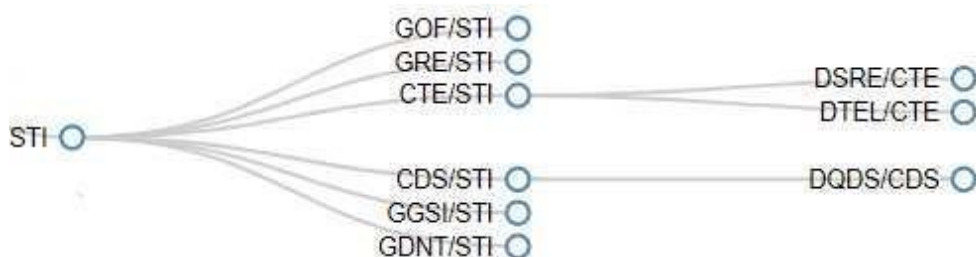 GOF/STI
GRE/STI
CTE/STI
DSRE/CTE
DTEL/CTE
STI
CDS/STI
DQDS/CDS
GGSI/STI
GDNT/STI